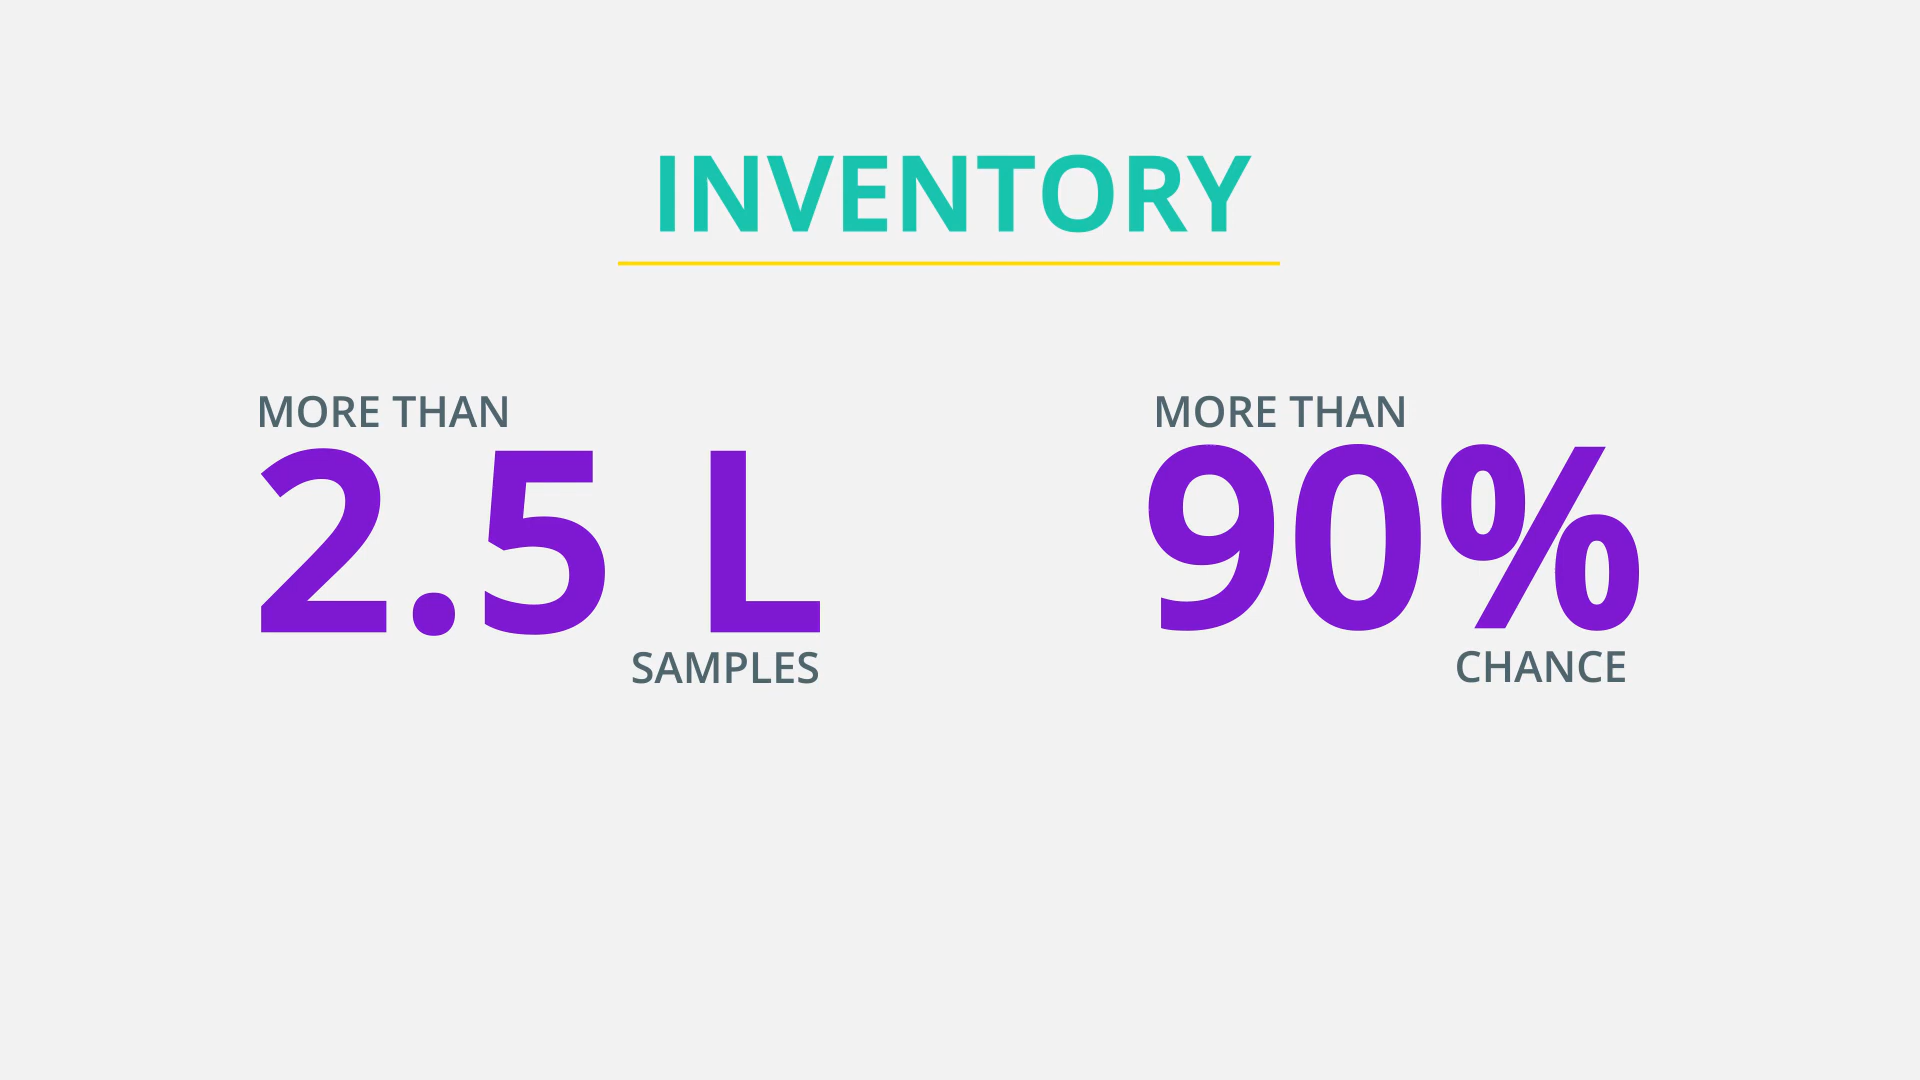 INVENTORY
MORE THAN
2.5 L
SAMPLES
MORE THAN
90%
CHANCE